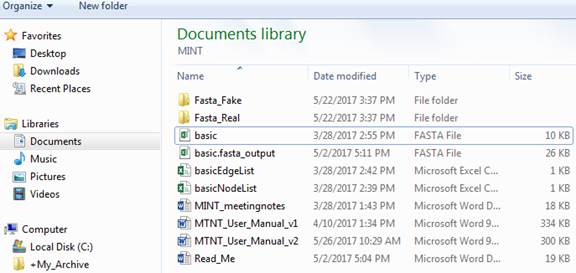 Organize New folder
Favorites
Desktop
Downloads
Recent Places
Libraries
Documents
Music
Pictures
Videos
Computer
Local Disk (C:)
+My_Archive
Documents library
MINT
Name Date modified Type Size
Fasta_Fake 5/22/2017 3:37 PM File folder
Fasta_Real 5/22/2017 3:37 PM File folder
basic 3/28/2017 2:55 PM FASTA File 10 KB
basic.fasta_output 5/2/2017 5:11 PM FASTA File 26 KB
basicEdgeList 3/28/2017 2:42 PM Microsoft Excel C... 1 KB
basicNodeList 3/28/2017 2:39 PM Microsoft Excel C... 1 KB
MINT_meetingnotes 3/28/2017 1:43 PM Microsoft Word D... 18 KB
MTNT_User_Manual_v1 4/10/2017 1:34 PM Microsoft Word 9... 334 KB
MTNT_User_Manual_v2 5/26/2017 10:29 AM Microsoft Word 9... 300 KB
Read_Me 5/2/2017 5:04 PM Microsoft Word D... 19 KB